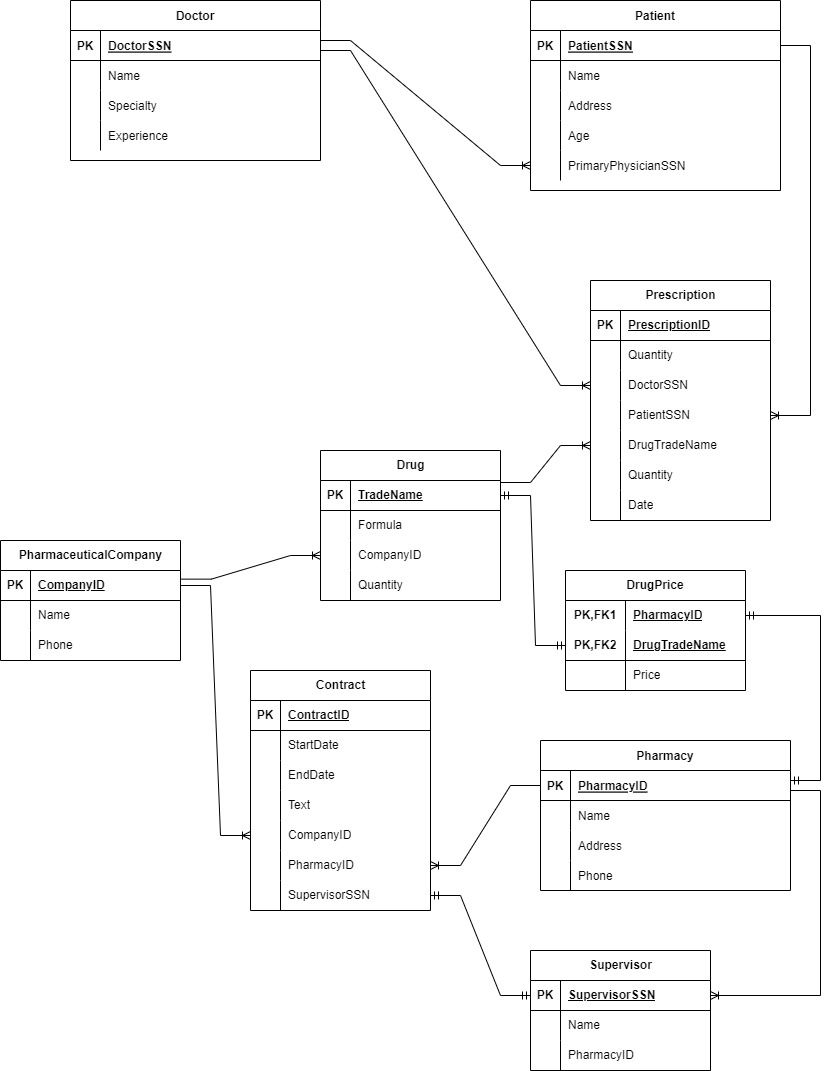 Doctor
PK DoctorSSN
Name
Specialty
Experience
Patient
PK PatientSSN
Name
Address
Age
PrimaryPhysicianSSN
Prescription
PK PrescriptionID
Quantity
DoctorSSN
PatientSSN
DrugTradeName
Quantity
Date
Drug
PK TradeName
Formula
CompanyID
Quantity
PharmaceuticalCompany
PK CompanyID
Name
Phone
DrugPrice
PK,FK1 PharmacyID
PK,FK2 DrugTradeName
Price
Contract
PK ContractID
StartDate
EndDate
Text
CompanyID
PharmacyID
SupervisorSSN
Pharmacy
PK PharmacyID
Name
Address
Phone
Supervisor
PK SupervisorSSN
Name
PharmacyID